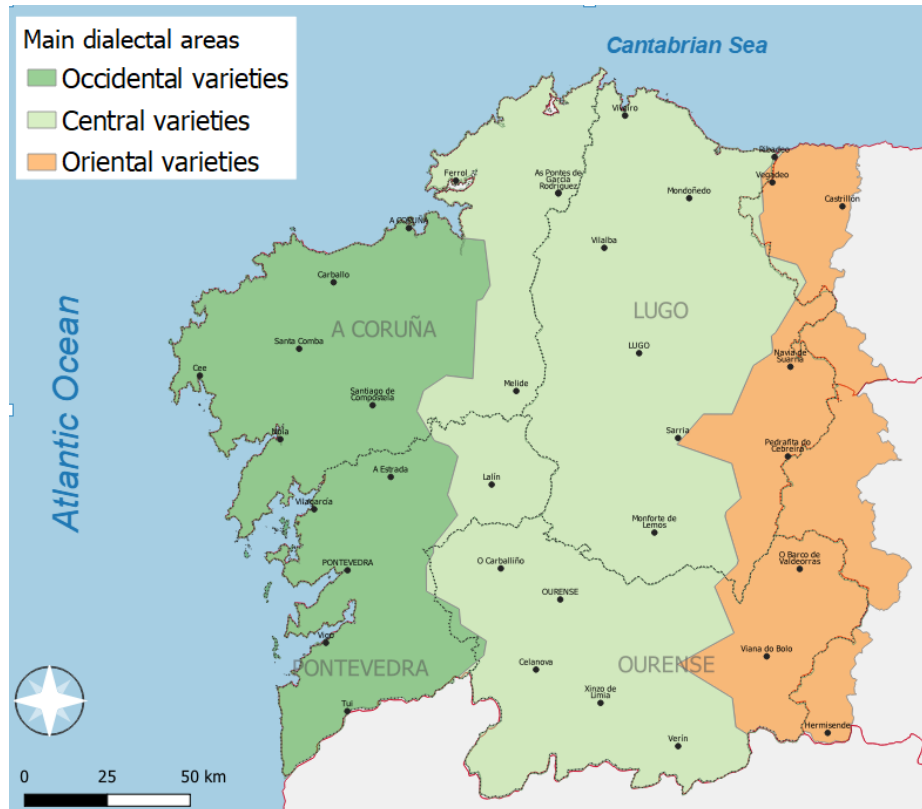 Main dialectal areas
Occidental varieties
Central varieties
Oriental varieties
Cantabrian Sea
Atlantic Ocean
Viveiro
Ribadeo
Ferrol
As Pontes de
García
Rodríguez
Vegadeo
Mondoñedo
Castrillón
A CORUÑA
Vilalba
Carballo
LUGO
A CORUÑA
Santa Comba
LUGO
Navia de
Suarna
Cee
Melide
Santiago de
Compostela
Noia
Sarria
Pedrafita do
Cebreiro
A Estrada
Lalín
Vilagarcía
Monforte de
Lemos
PONTEVEDRA
O Carballiño
O Barco de
Valdeorras
OURENSE
Vigo
PONTEVEDRA
Celanova
OURENSE
Viana do Bolo
Xinzo de
Limia
Tui
Hermisende
Verín
0 25 50 km